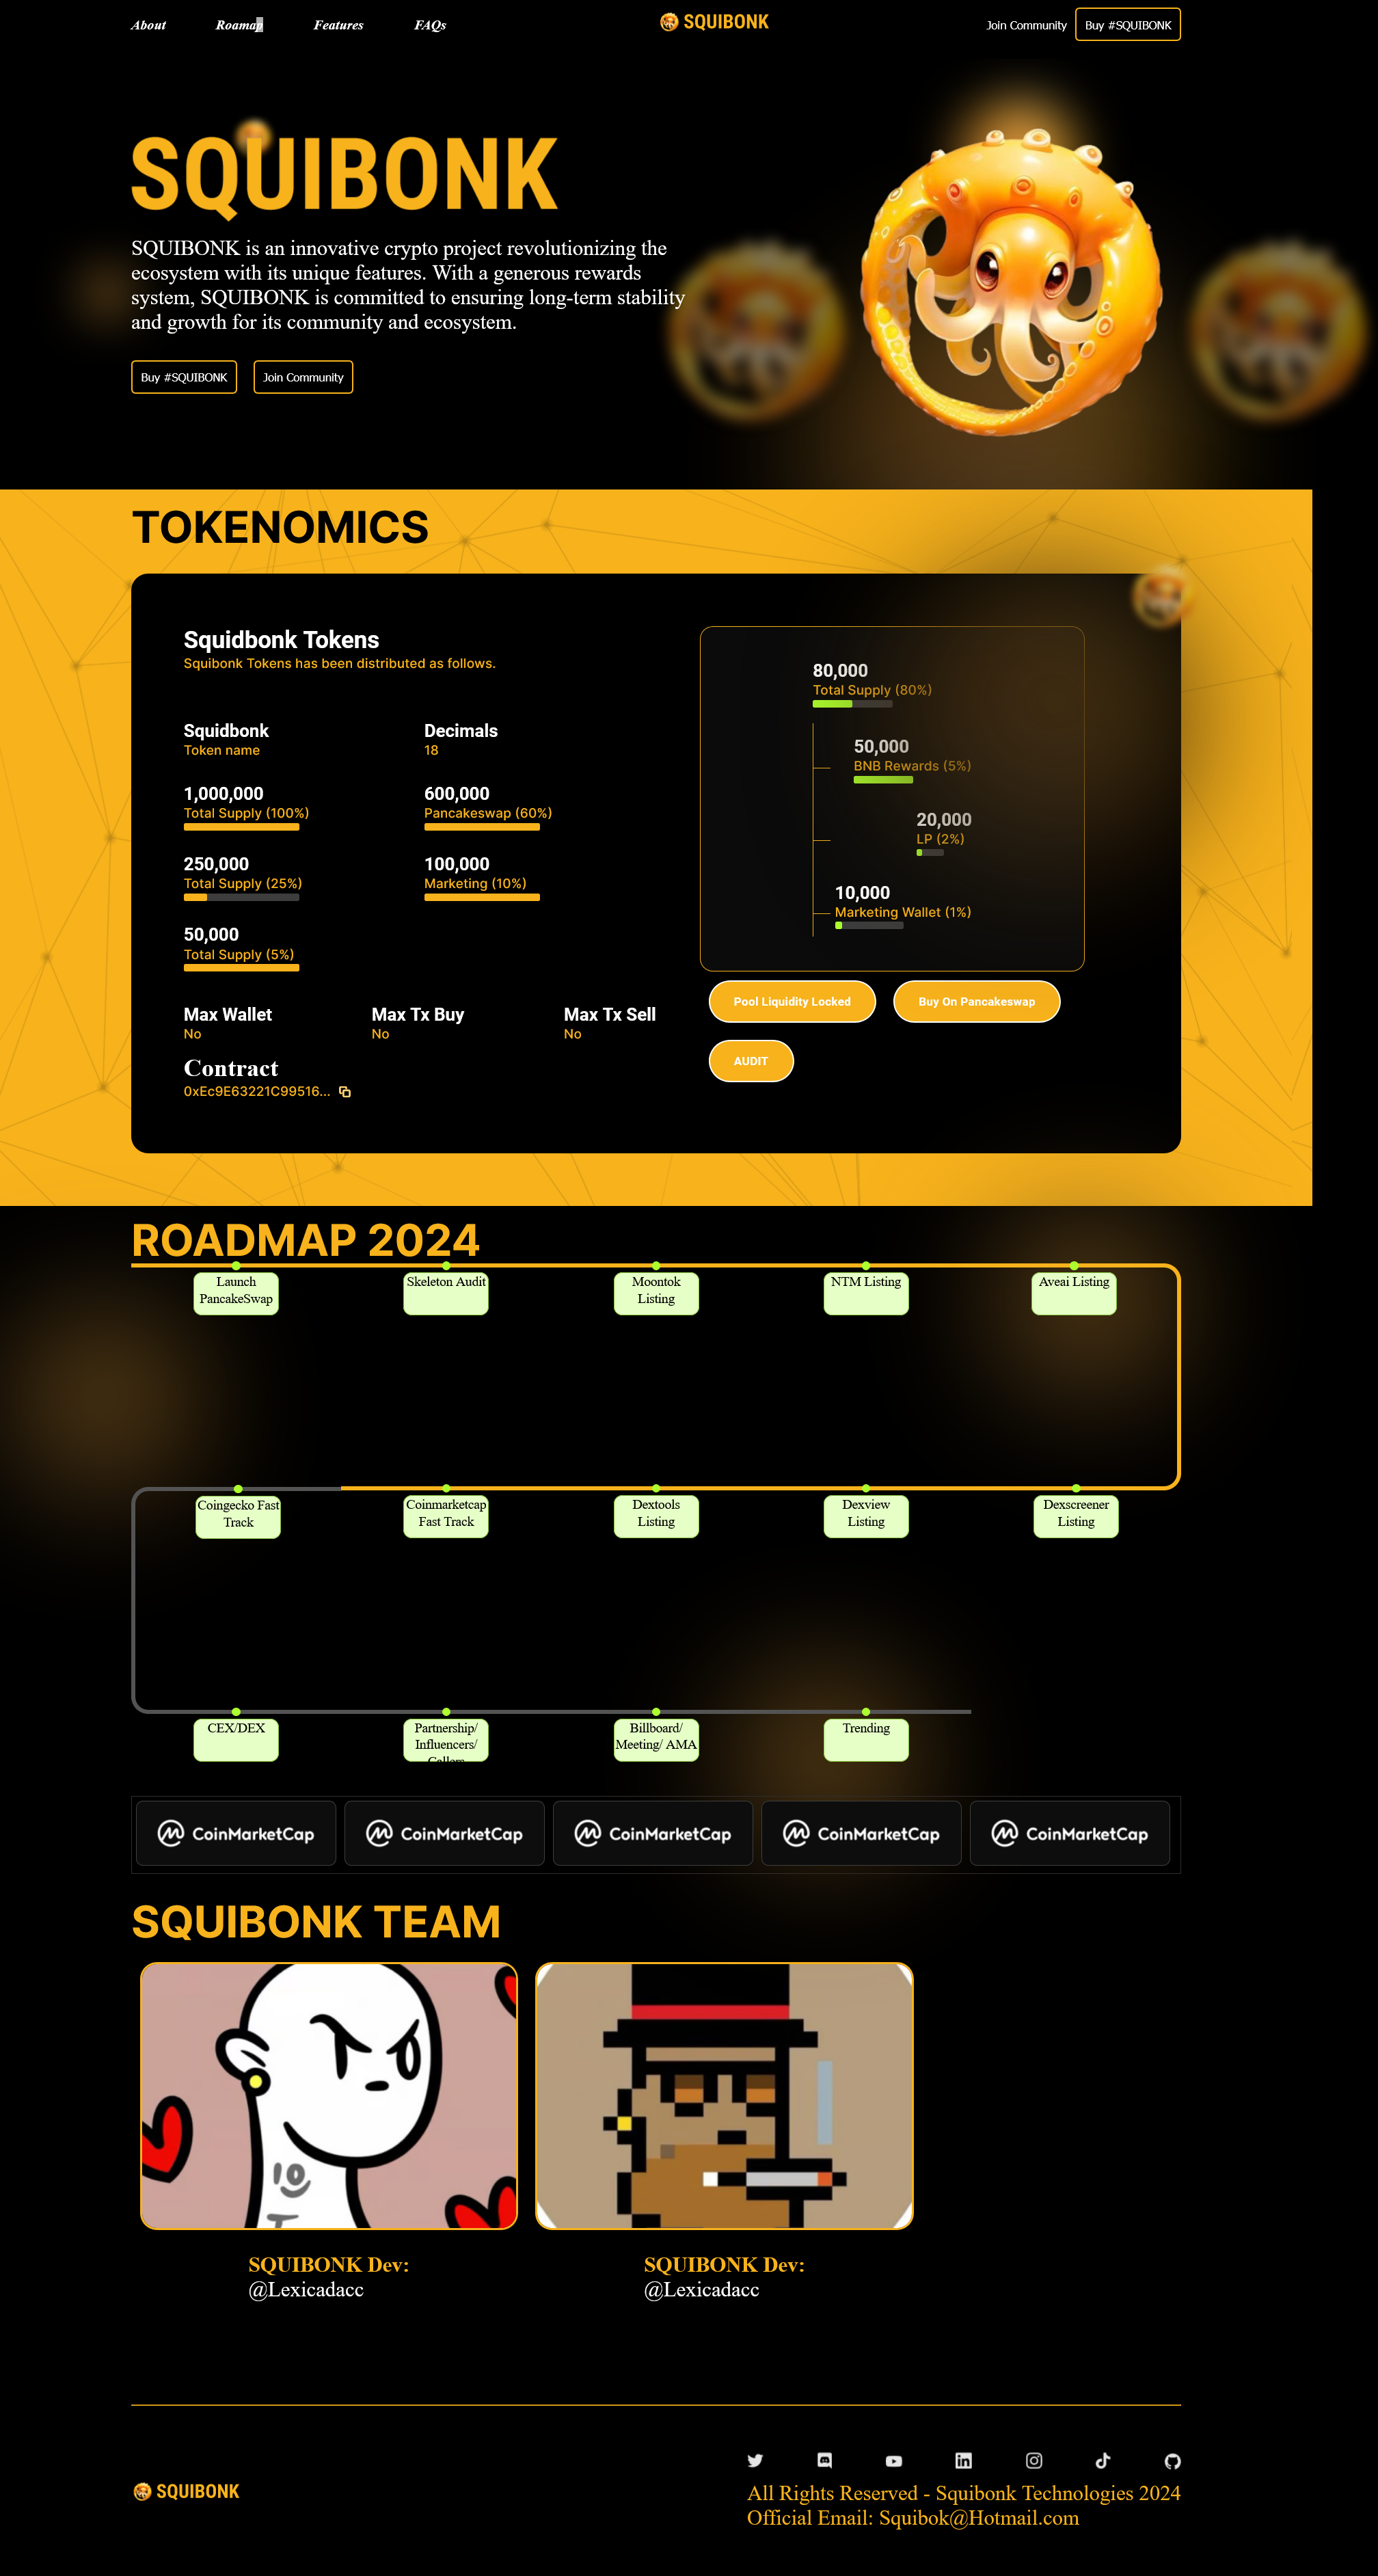 About Roamap Features FAQs SQUIBONK Join Community Buy #SQUIBONK
SQUIBONK
SQUIBONK is an innovative crypto project revolutionizing the
ecosystem with its unique features. With a generous rewards
system, SQUIBONK is committed to ensuring long-term stability
and growth for its community and ecosystem.
Buy #SQUIBONK Join Community
TOKENOMICS
Squidbonk Tokens
Squibonk Tokens has been distributed as follows.
Squidbonk Decimals
Token name 18
1,000,000 600,000
Total Supply (100%) Pancakeswap (60%)
250,000 100,000
Total Supply (25%) Marketing (10%)
50,000
Total Supply (5%)
Max Wallet Max Tx Buy Max Tx Sell
No No No
Contract
0xEc9E63221C99516...
80,000
Total Supply (80%)
50,000
BNB Rewards (5%)
20,000
LP (2%)
10,000
Marketing Wallet (1%)
Pool Liquidity Locked Buy On Pancakeswap
AUDIT
ROADMAP 2024
Launch
PancakeSwap
Skeleton Audit
Moontok
Listing
NTM Listing
Aveai Listing
Coingecko Fast
Track
Coinmarketcap
Fast Track
Dextools
Listing
Dexview
Listing
Dexscreener
Listing
CEX/DEX
Partnership/
Influencers/
Callers
Billboard/
Meeting/ AMA
Trending
CoinMarketCap CoinMarketCap CoinMarketCap CoinMarketCap CoinMarketCap
SQUIBONK TEAM
SQUIBONK Dev:
@Lexicadacc
SQUIBONK Dev:
@Lexicadacc
SQUIBONK
All Rights Reserved - Squibonk Technologies 2024
Official Email: Squibok@Hotmail.com